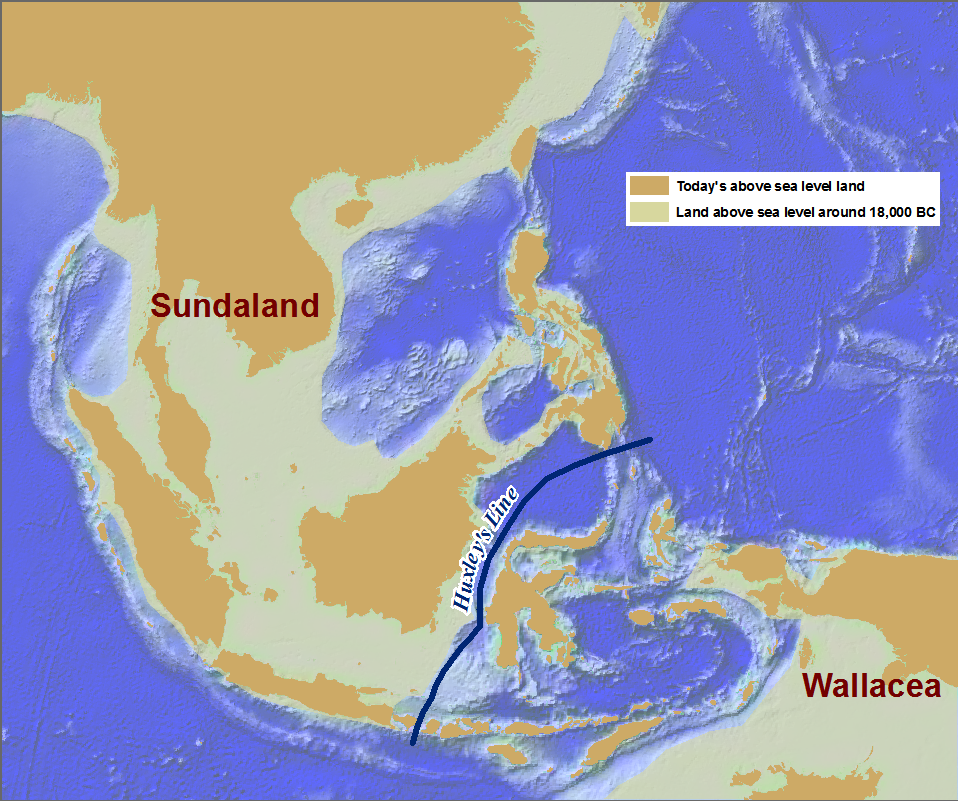 Today's above sea level land
Land above sea level around 18,000 BC
Sundaland
Huxley's Line
Wallacea